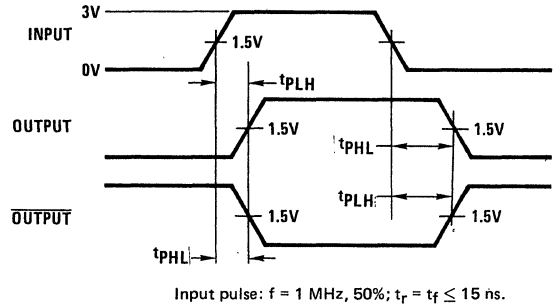 3V
INPUT
1.5V
0V
tPLH
OUTPUT
1.5V
1.5V
tPHL
tPLH
OUTPUT
1.5V
1.5V
tPHL
Input pulse: f = 1 MHz, 50%; tr = tf ≤ 15 ns.